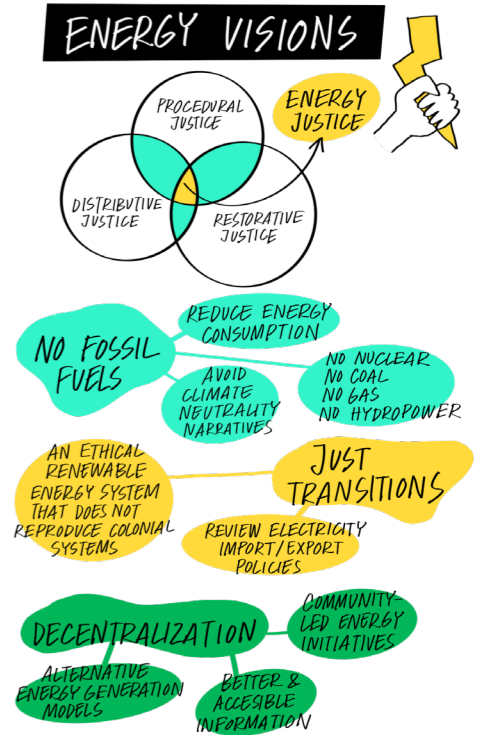 ENERGY VISIONS
PROCEDURAL
JUSTICE
ENERGY
JUSTICE
DISTRIBUTIVE
JUSTICE
RESTORATIVE
JUSTICE
NO FOSSIL
FUELS
REDUCE ENERGY
CONSUMPTION
AVOID
CLIMATE
NEUTRALITY
NARRATIVES
NO NUCLEAR
NO COAL
NO GAS
NO HYDROPOWER
AN ETHICAL
RENEWABLE
ENERGY SYSTEM
THAT DOES NOT
REPRODUCE COLONIAL
SYSTEMS
JUST
TRANSITIONS
REVIEW ELECTRICITY
IMPORT/EXPORT
POLICIES
DECENTRALIZATION
COMMUNITY-
LED ENERGY
INITIATIVES
ALTERNATIVE
ENERGY GENERATION
MODELS
BETTER &
ACCESIBLE
INFORMATION